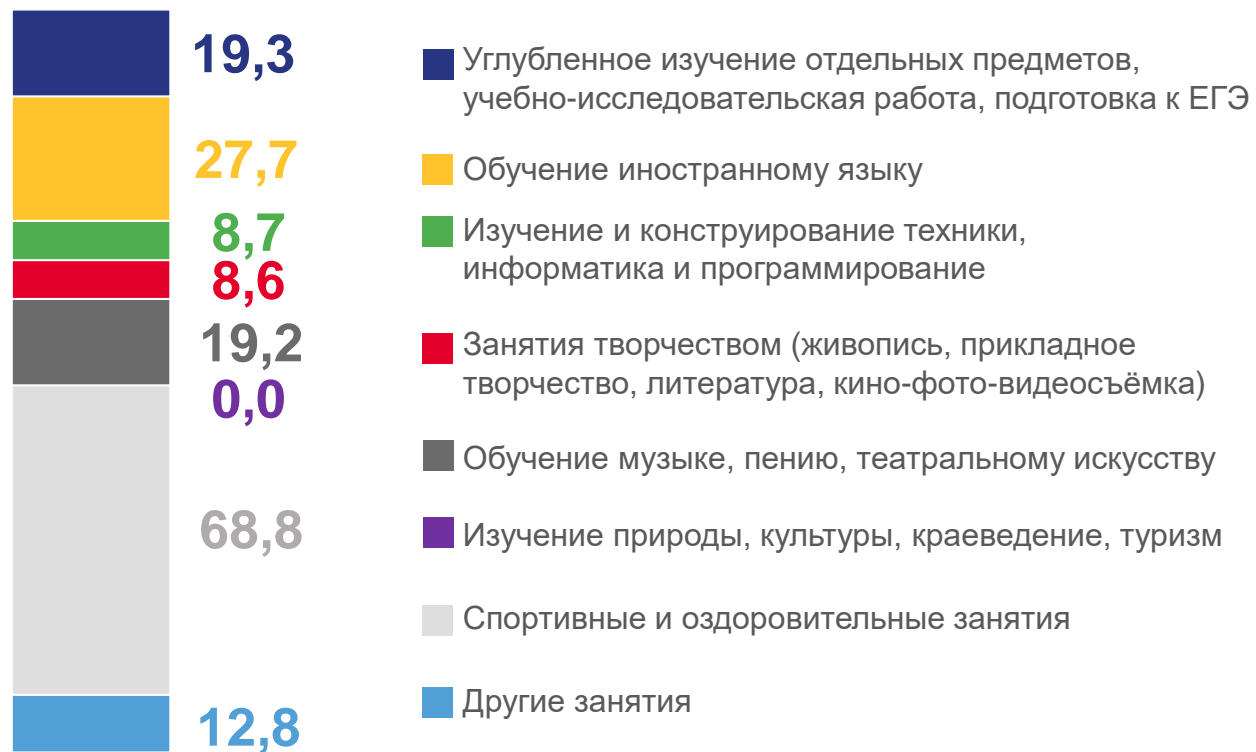 19,3
27,7
8,7
8,6
19,2
0,0
68,8
12,8
Углубленное изучение отдельных предметов,
учебно-исследовательская работа, подготовка к ЕГЭ
Обучение иностранному языку
Изучение и конструирование техники,
информатика и программирование
Занятия творчеством (живопись, прикладное
творчество, литература, кино-фото-видеосъёмка)
Обучение музыке, пению, театральному искусству
Изучение природы, культуры, краеведение, туризм
Спортивные и оздоровительные занятия
Другие занятия